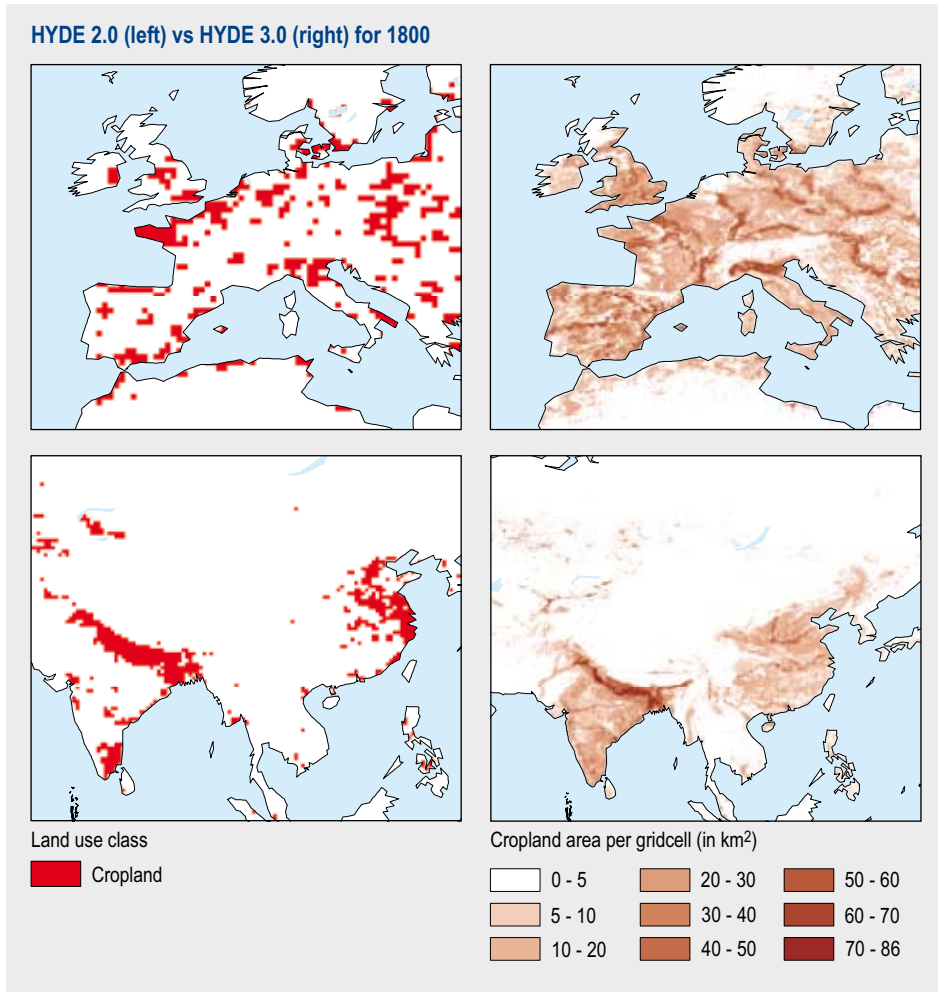 HYDE 2.0 (left) vs HYDE 3.0 (right) for 1800
Land use class
Cropland
Cropland area per gridcell (in km²)
0 - 5
5 - 10
10 - 20
20 - 30
30 - 40
40 - 50
50 - 60
60 - 70
70 - 86